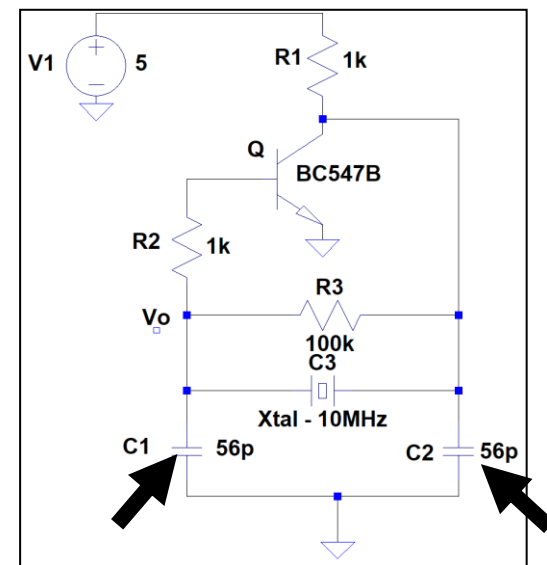 V1
5
R1
1k
Q
BC547B
R2
1k
R3
Vo
100k
C3
Xtal - 10MHz
C1
56p
C2
56p